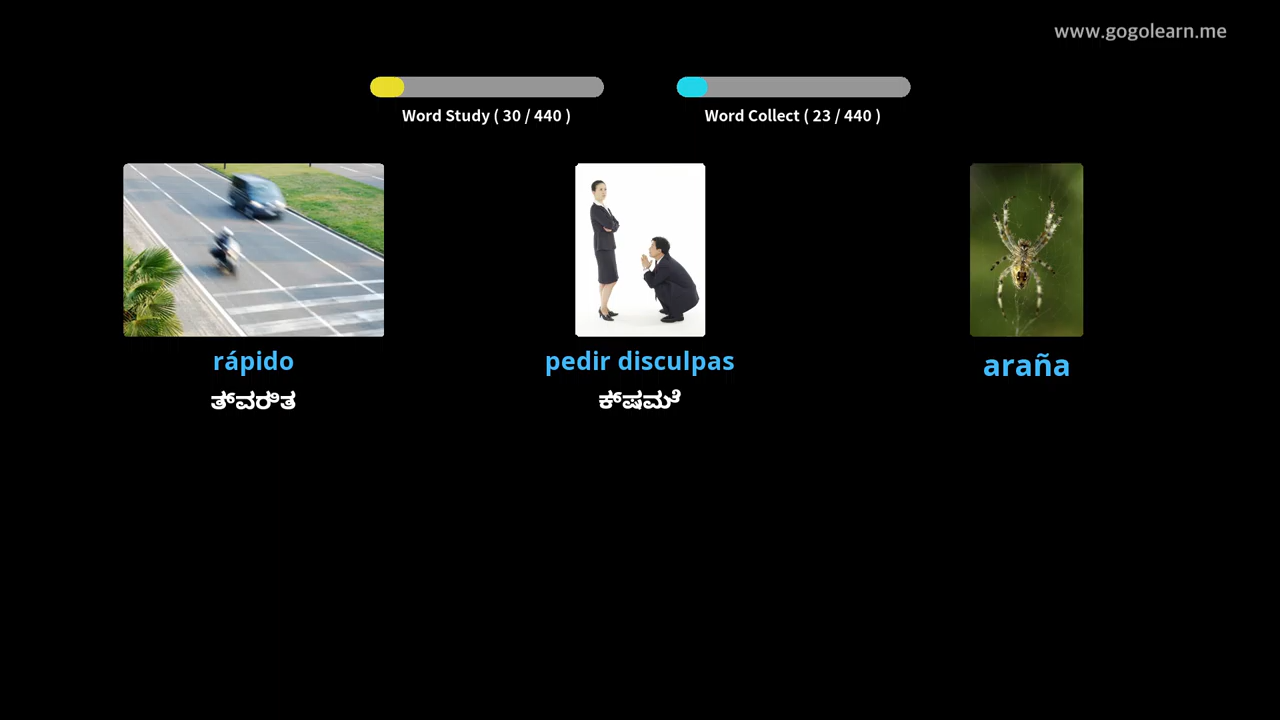 www.gogolearn.me
Word Study ( 30 / 440 )
Word Collect ( 23 / 440 )
rápido
pedir disculpas
araña
ತ್ವರಿತ
ಕ್ಷಮೆ